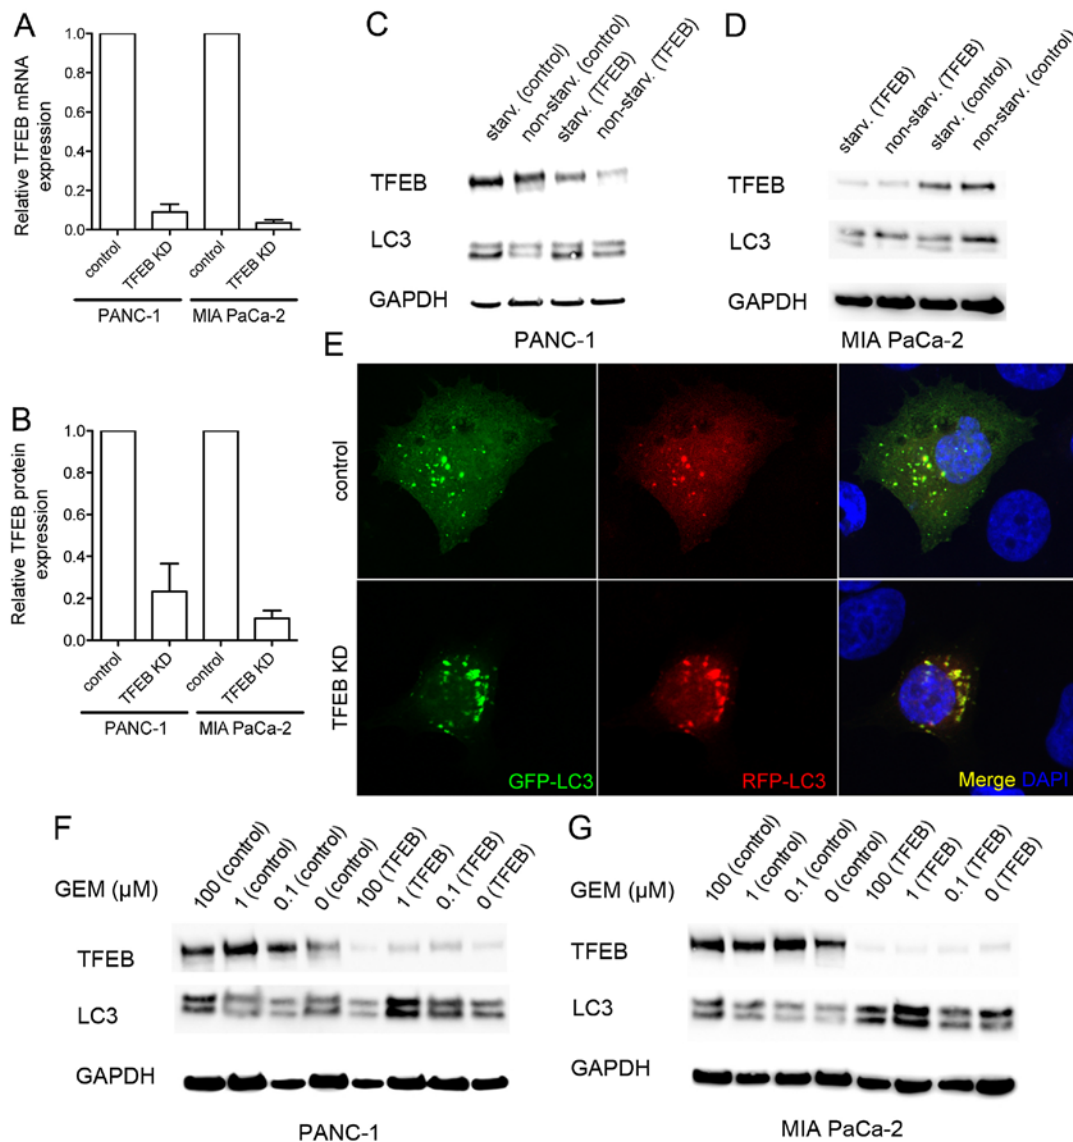 A
Relative TFEB mRNA
expression
1.0
0.8
0.6
0.4
0.2
0.0
control
TFEB KD
control
TFEB KD
PANC-1
MIA PaCa-2
B
Relative TFEB protein
expression
1.0
0.8
0.6
0.4
0.2
0.0
control
TFEB KD
control
TFEB KD
PANC-1
MIA PaCa-2
C
starv. (control)
non-starv. (control)
starv. (TFEB)
non-starv. (TFEB)
TFEB
LC3
GAPDH
PANC-1
D
starv. (TFEB)
non-starv. (TFEB)
starv. (control)
non-starv. (control)
TFEB
LC3
GAPDH
MIA PaCa-2
E
control
TFEB KD
GFP-LC3
RFP-LC3
Merge DAPI
F
GEM (µM)
100 (control)
1 (control)
0.1 (control)
0 (control)
100 (TFEB)
1 (TFEB)
0.1 (TFEB)
0 (TFEB)
TFEB
LC3
GAPDH
PANC-1
G
GEM (µM)
100 (control)
1 (control)
0.1 (control)
0 (control)
100 (TFEB)
1 (TFEB)
0.1 (TFEB)
0 (TFEB)
TFEB
LC3
GAPDH
MIA PaCa-2